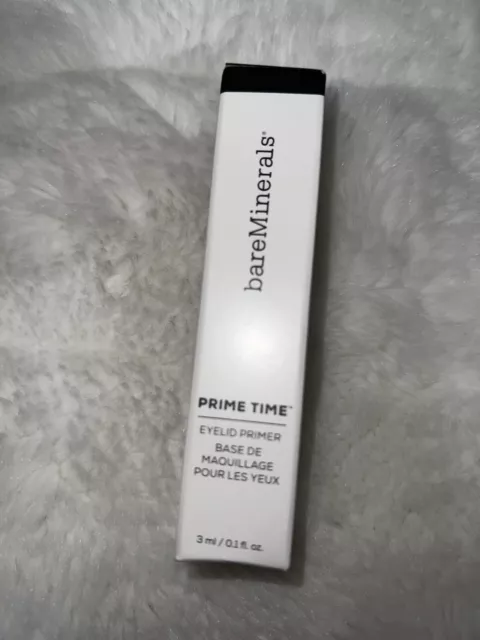 bareMinerals®
PRIME TIME™
EYELID PRIMER
BASE DE
MAQUILLAGE
POUR LES YEUX
3 ml / 0.1 fl. oz.